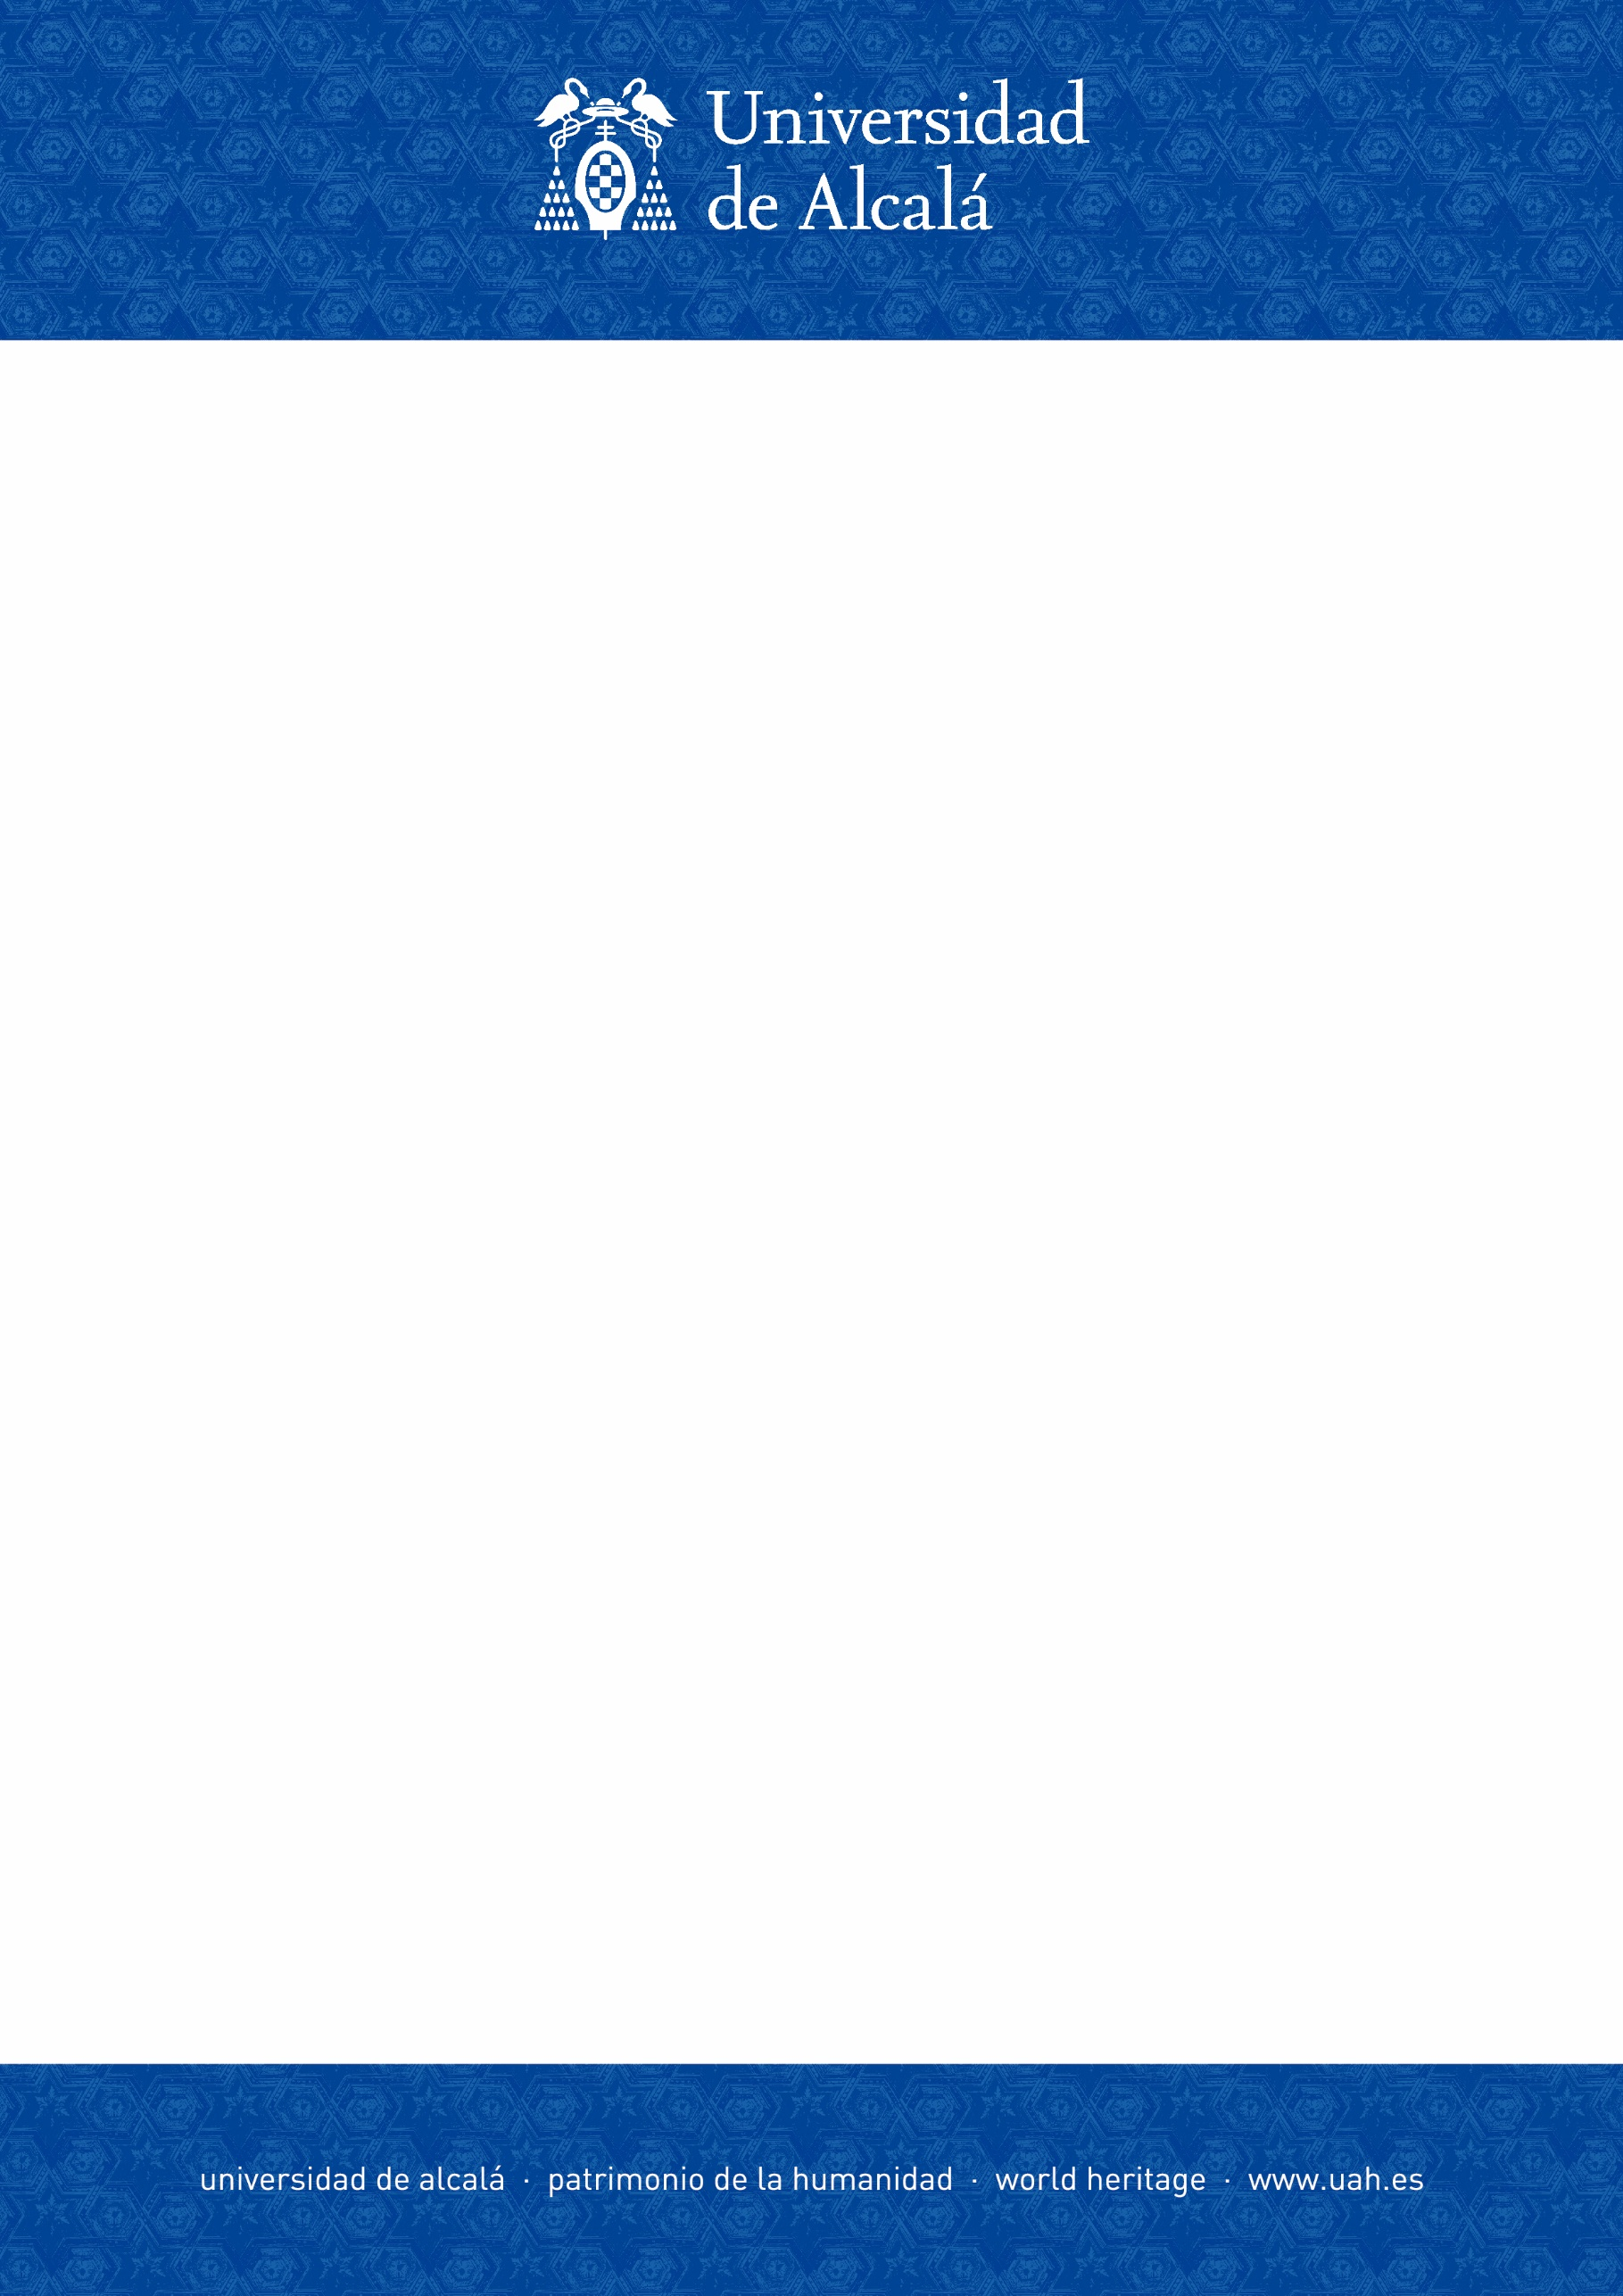 Universidad
de Alcalá
universidad de alcalá · patrimonio de la humanidad · world heritage · www.uah.es